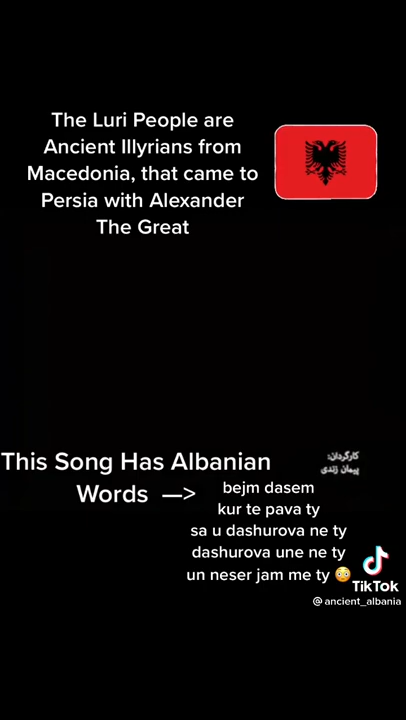 The Luri People are
Ancient Illyrians from
Macedonia, that came to
Persia with Alexander
The Great
This Song Has Albanian
Words —>
کارگردان:
پیمان زندی
bejm dasem
kur te pava ty
sa u dashurova ne ty
dashurova une ne ty
un neser jam me ty 😳
TikTok
@ancient_albania